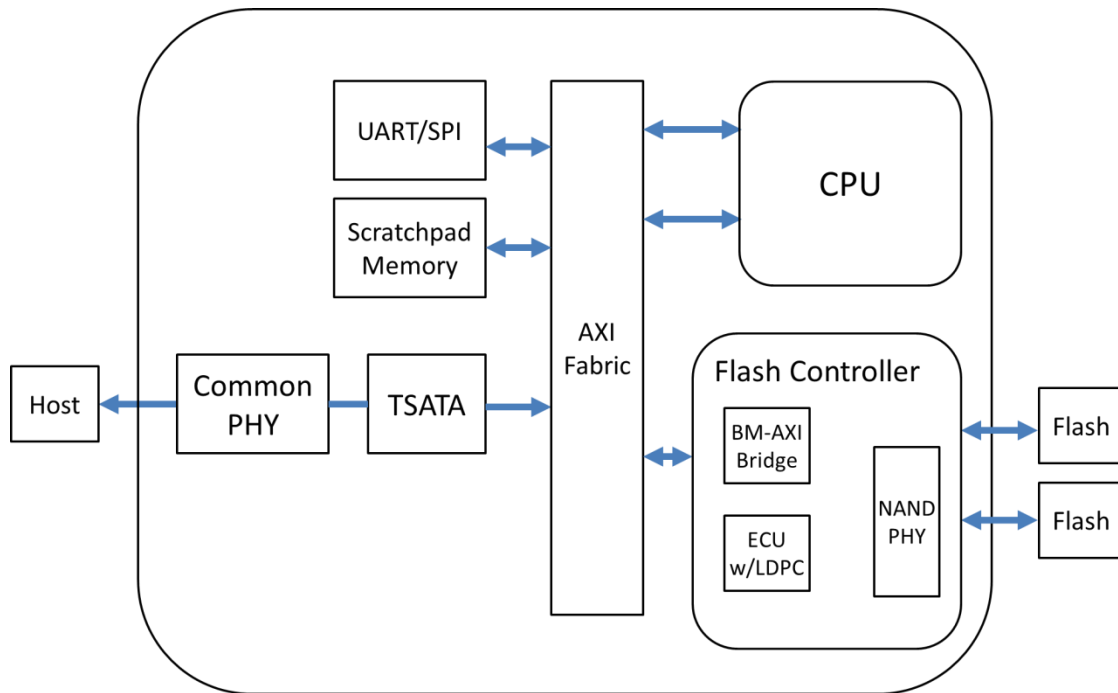 UART/SPI
CPU
Scratchpad
Memory
AXI
Fabric
Host
Common
PHY
TSATA
Flash Controller
BM-AXI
Bridge
NAND
PHY
ECU
w/LDPC
Flash
Flash